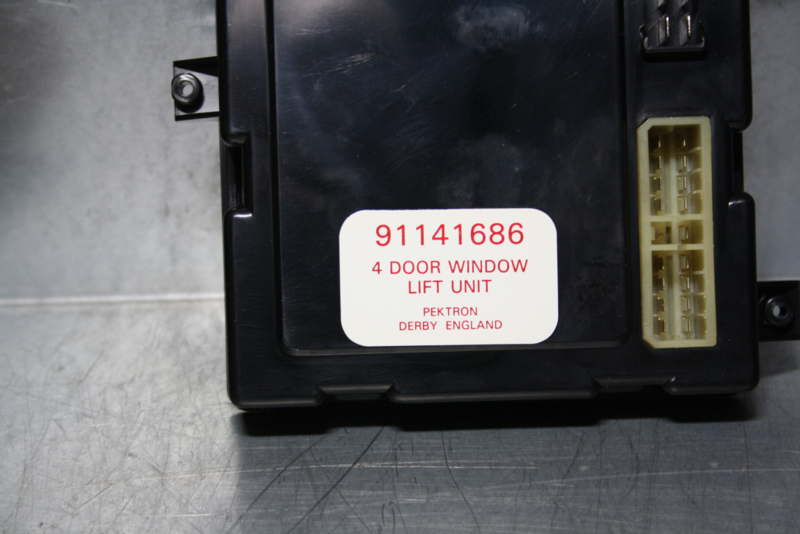 91141686
4 DOOR WINDOW
LIFT UNIT
PEKTRON
DERBY ENGLAND